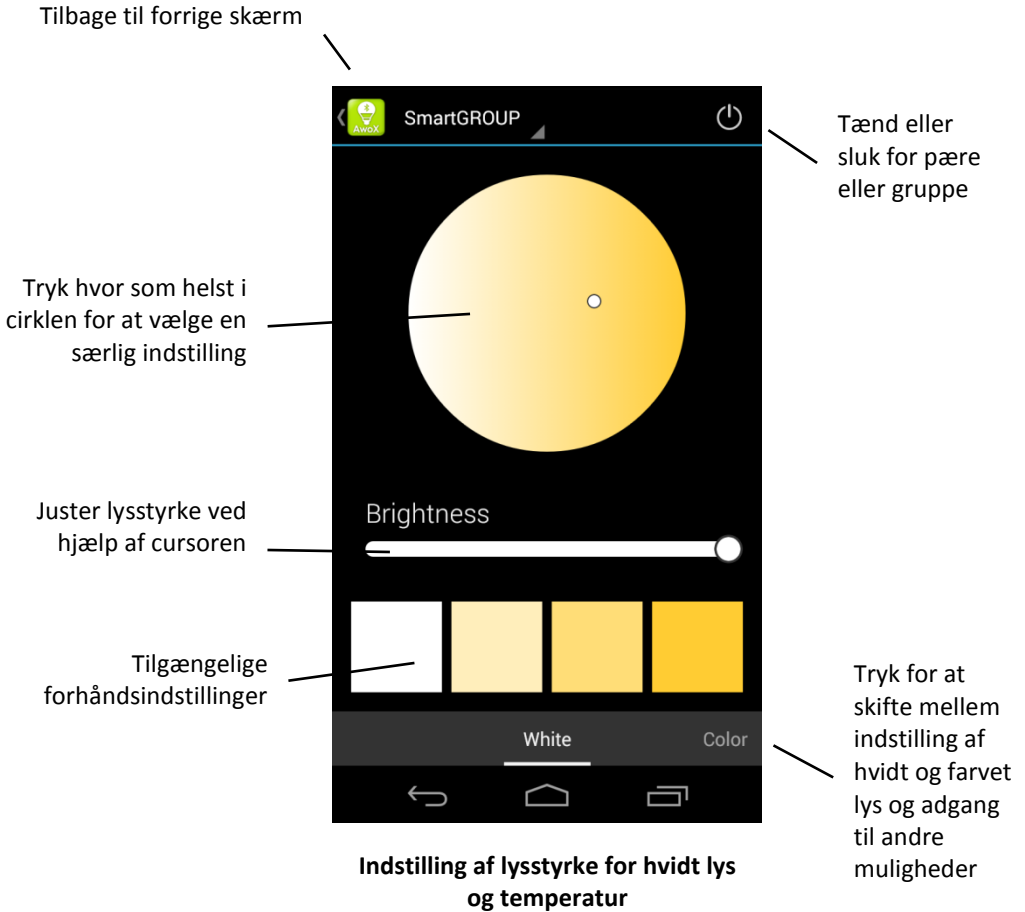 Tilbage til forrige skærm
AwoX
SmartGROUP
Tænd eller
sluk for pære
eller gruppe
Tryk hvor som helst i
cirklen for at vælge en
særlig indstilling
Juster lysstyrke ved
hjælp af cursoren
Brightness
Tilgængelige
forhåndsindstillinger
Tryk for at
skifte mellem
indstilling af
hvidt og farvet
lys og adgang
til andre
muligheder
White
Color
Indstilling af lysstyrke for hvidt lys
og temperatur